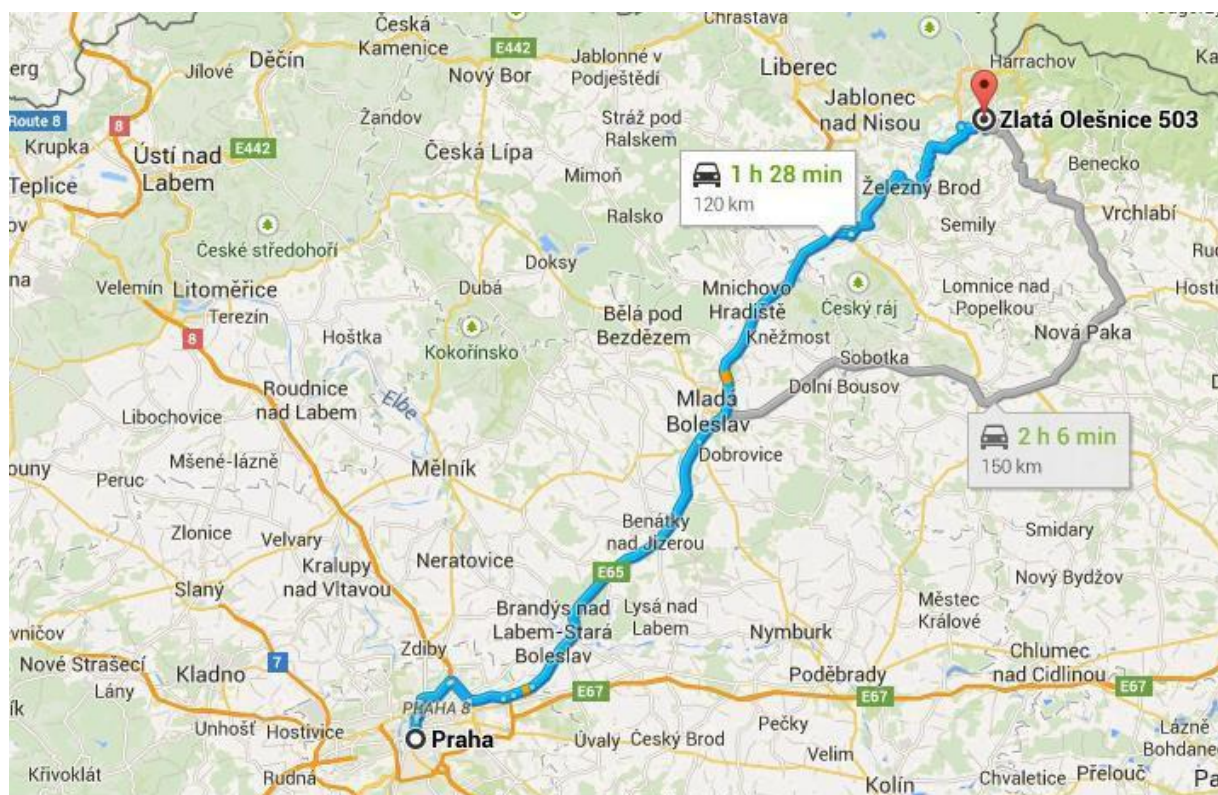 Chrastava
Česká
Kamenice
E442
Jablonné v
Podještědí
Harrachov
Děčín
Jílové
Nový Bor
Liberec
erg
Route 8
8
Krupka
Žandov
Stráž pod
Ralskem
Jablonec
nad Nisou
Zlatá Olešnice 503
Ústí nad
Labem
E442
Česká Lípa
Benecko
Teplice
Mimoň
1 h 28 min
120 km
Železný Brod
Ralsko
Semily
Vrchlabí
České středohoří
Doksy
Velemín
Litoměřice
Terezín
Dubá
Mnichovo
Hradiště
Český ráj
Lomnice nad
Popelkou
Hosti
8
Hoštka
Kokořínsko
Bělá pod
Bezdězem
Kněžmost
Nová Paka
Sobotka
Dolní Bousov
Roudnice
nad Labem
Elbe
Mladá
Boleslav
Libochovice
2 h 6 min
150 km
Dobrovice
Mšené-lázně
Mělník
ouny
Peruc
Benátky
nad Jizerou
Smidary
Zlonice
Velvary
Neratovice
E65
Kralupy
nad Vltavou
Nový Bydžov
Slaný
Brandýs nad
Labem-Stará
Boleslav
Lysá nad
Labem
Městec
Králové
vničov
Zdiby
Nymburk
Nové Strašecí
Kladno
7
Poděbrady
Chlumec
nad Cidlinou
Lány
E67
E67
E67
PRAHA 8
Unhošť
Hostivice
Praha
Úvaly
Český Brod
Pečky
Lázně
Bohdaneč
Velim
Křivoklát
Rudná
Kolín
Chvaletice
Přelouč
Pa